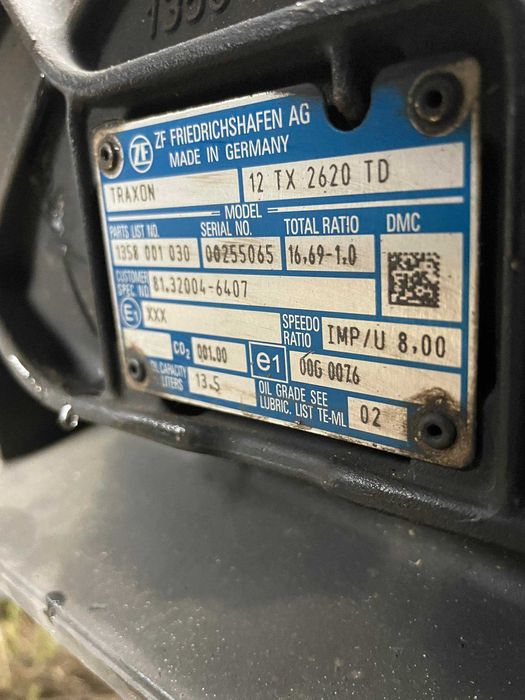 1358
ZF
ZF FRIEDRICHSHAFEN AG
MADE IN GERMANY
TRAXON
12 TX 2620 TD
MODEL
PARTS LIST NO. SERIAL NO. TOTAL RATIO DMC
1358 001 030 00255065 16,69-1.0
CUSTOMER SPEC NO 81.32004-6407
E1 XXX
SPEEDO RATIO IMP/U 8,00
CO2 001.00 e1 00G 0076
OIL CAPACITY LITERS 13.5
OIL GRADE SEE
LUBRIC. LIST TE-ML 02